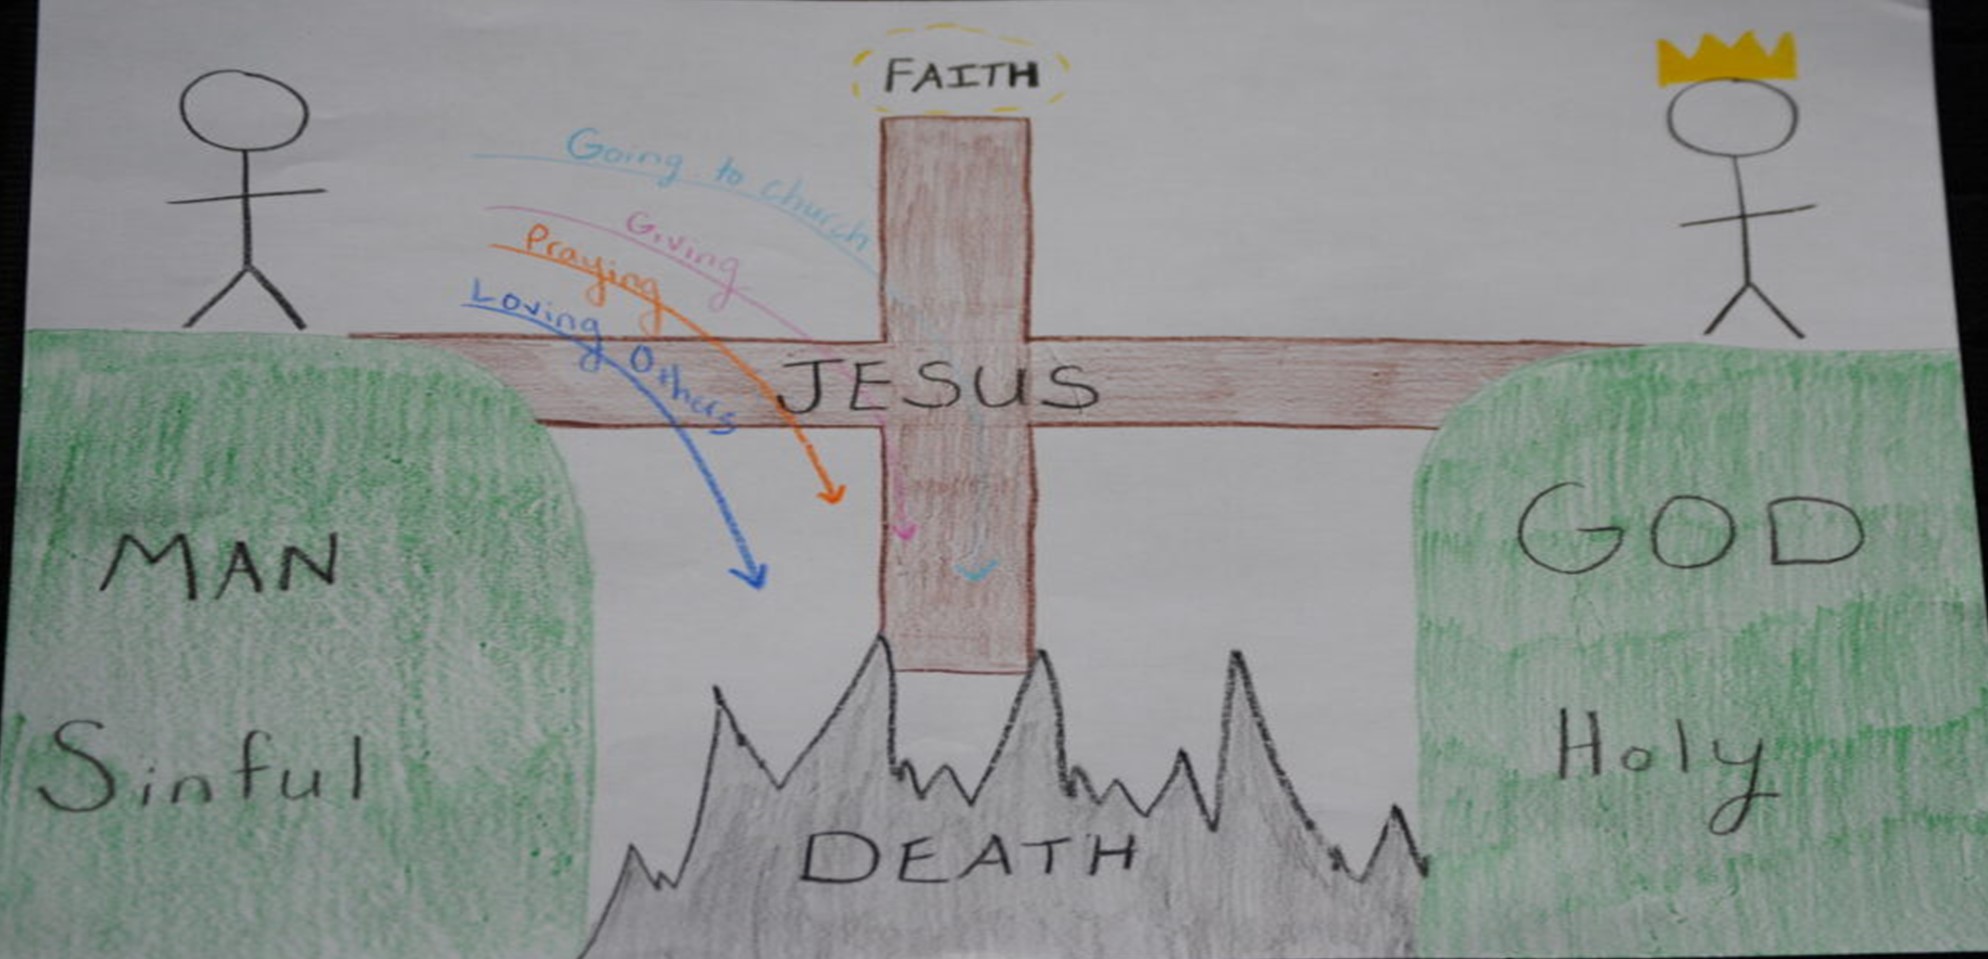 FAITH
Going to church
Giving
Praying
Loving Others
JESUS
MAN
GOD
Sinful
Holy
DEATH